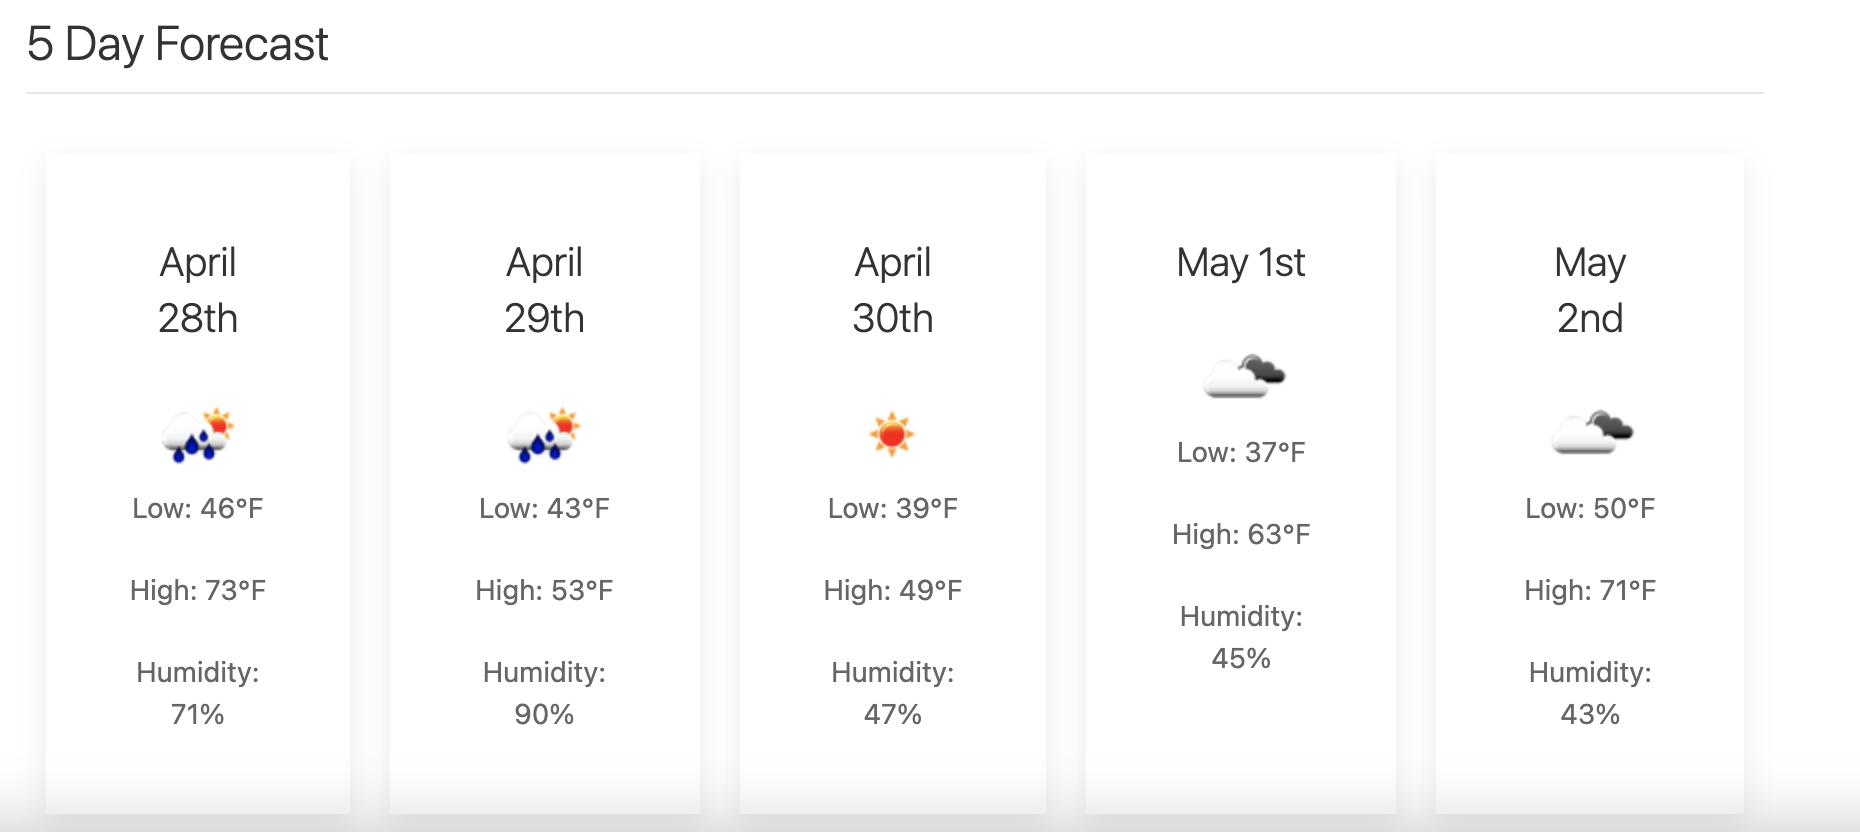 5 Day Forecast
April
28th
Low: 46°F
High: 73°F
Humidity:
71%
April
29th
Low: 43°F
High: 53°F
Humidity:
90%
April
30th
Low: 39°F
High: 49°F
Humidity:
47%
May 1st
Low: 37°F
High: 63°F
Humidity:
45%
May
2nd
Low: 50°F
High: 71°F
Humidity:
43%